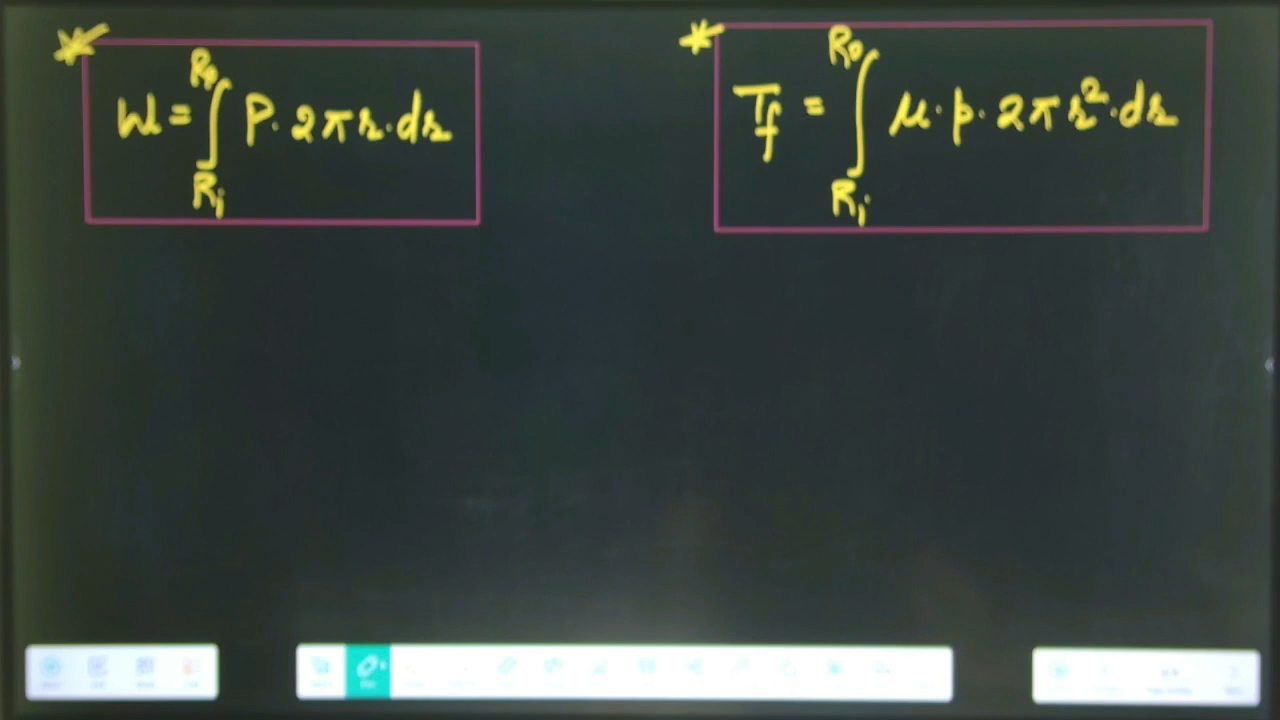 * W = ∫ P · 2πr · dr
Ro
Ri
* Tf = ∫ μ · p · 2πr² · dr
Ro
Ri